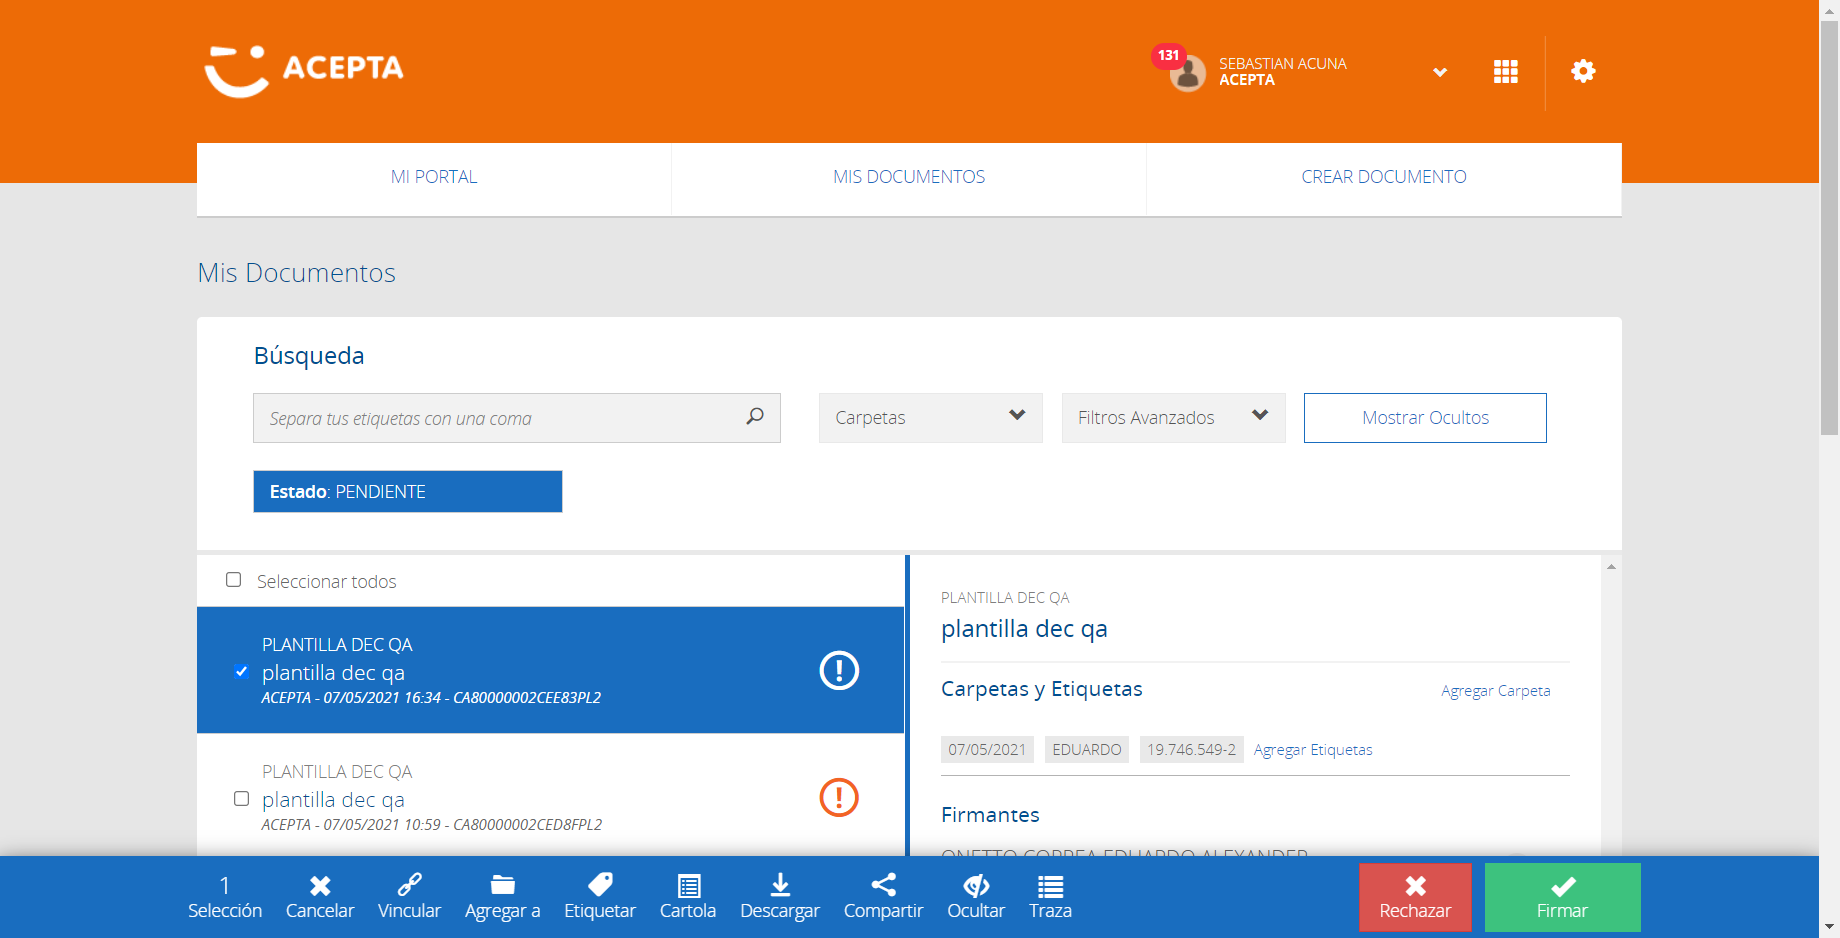 ACEPTA
131
SEBASTIAN ACUNA
ACEPTA
MI PORTAL
MIS DOCUMENTOS
CREAR DOCUMENTO
Mis Documentos
Búsqueda
Separa tus etiquetas con una coma
Carpetas
Filtros Avanzados
Mostrar Ocultos
Estado: PENDIENTE
Seleccionar todos
PLANTILLA DEC QA
plantilla dec qa
ACEPTA - 07/05/2021 16:34 - CA80000002CEE83PL2
PLANTILLA DEC QA
plantilla dec qa
ACEPTA - 07/05/2021 10:59 - CA80000002CED8FPL2
PLANTILLA DEC QA
plantilla dec qa
Carpetas y Etiquetas
Agregar Carpeta
07/05/2021 EDUARDO 19.746.549-2 Agregar Etiquetas
Firmantes
ONETTO CORREA EDUARDO ALEXANDER
1
Selección
Cancelar
Vincular
Agregar a
Etiquetar
Cartola
Descargar
Compartir
Ocultar
Traza
Rechazar
Firmar